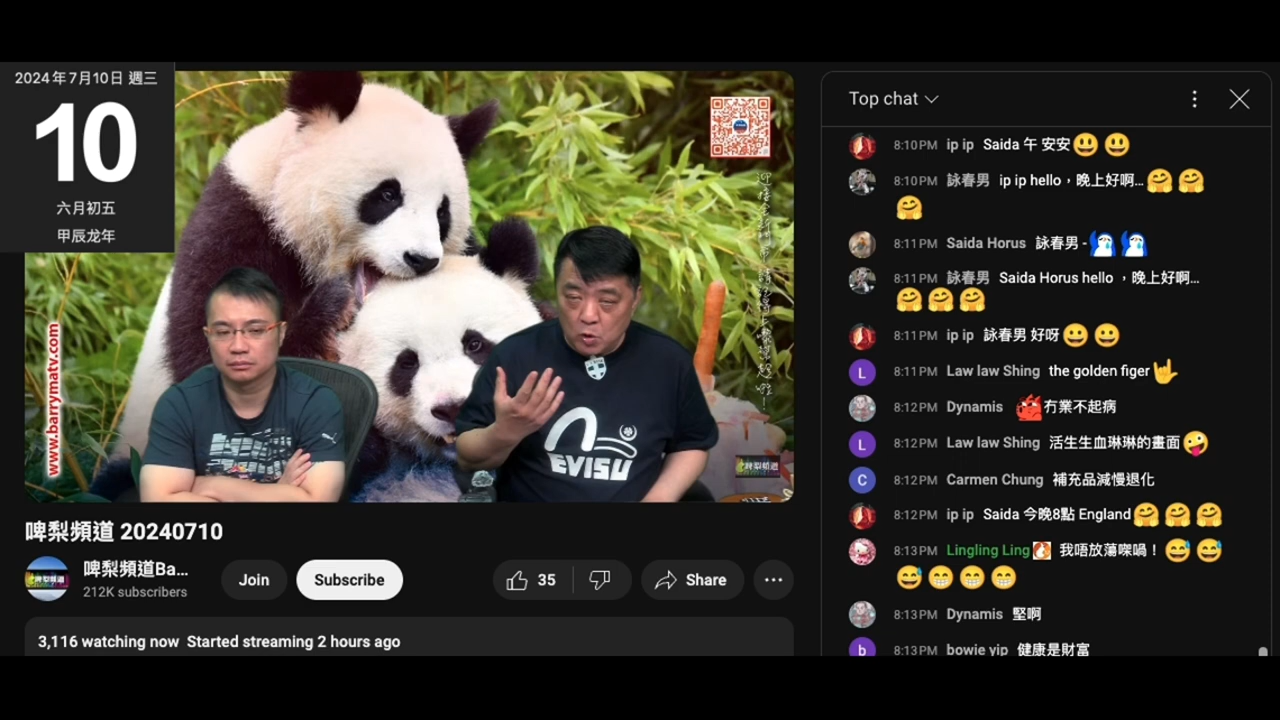 2024年7月10日 週三
10
六月初五
甲辰龙年
www.barrymatv.com
EVISU
啤梨頻道
啤梨頻道 20240710
啤梨頻道Ba...
212K subscribers
Join
Subscribe
35
Share
3,116 watching now Started streaming 2 hours ago
Top chat
8:10PM ip ip Saida 午 安安😃😃
8:10PM 詠春男 ip ip hello，晚上好啊...🤗🤗
🤗
8:11PM Saida Horus 詠春男 -
8:11PM 詠春男 Saida Horus hello ，晚上好啊...
🤗🤗🤗
8:11PM ip ip 詠春男 好呀😀😀
8:11PM Law law Shing the golden figer🤟
8:12PM Dynamis 冇業不起病
8:12PM Law law Shing 活生生血琳琳的畫面🤪
8:12PM Carmen Chung 補充品減慢退化
8:12PM ip ip Saida 今晚8點 England🤗🤗🤗
8:13PM Lingling Ling 我唔放蕩㗎喎！😅😅
😅😁😁😁
8:13PM Dynamis 堅啊
8:13PM bowie yip 健康是財富